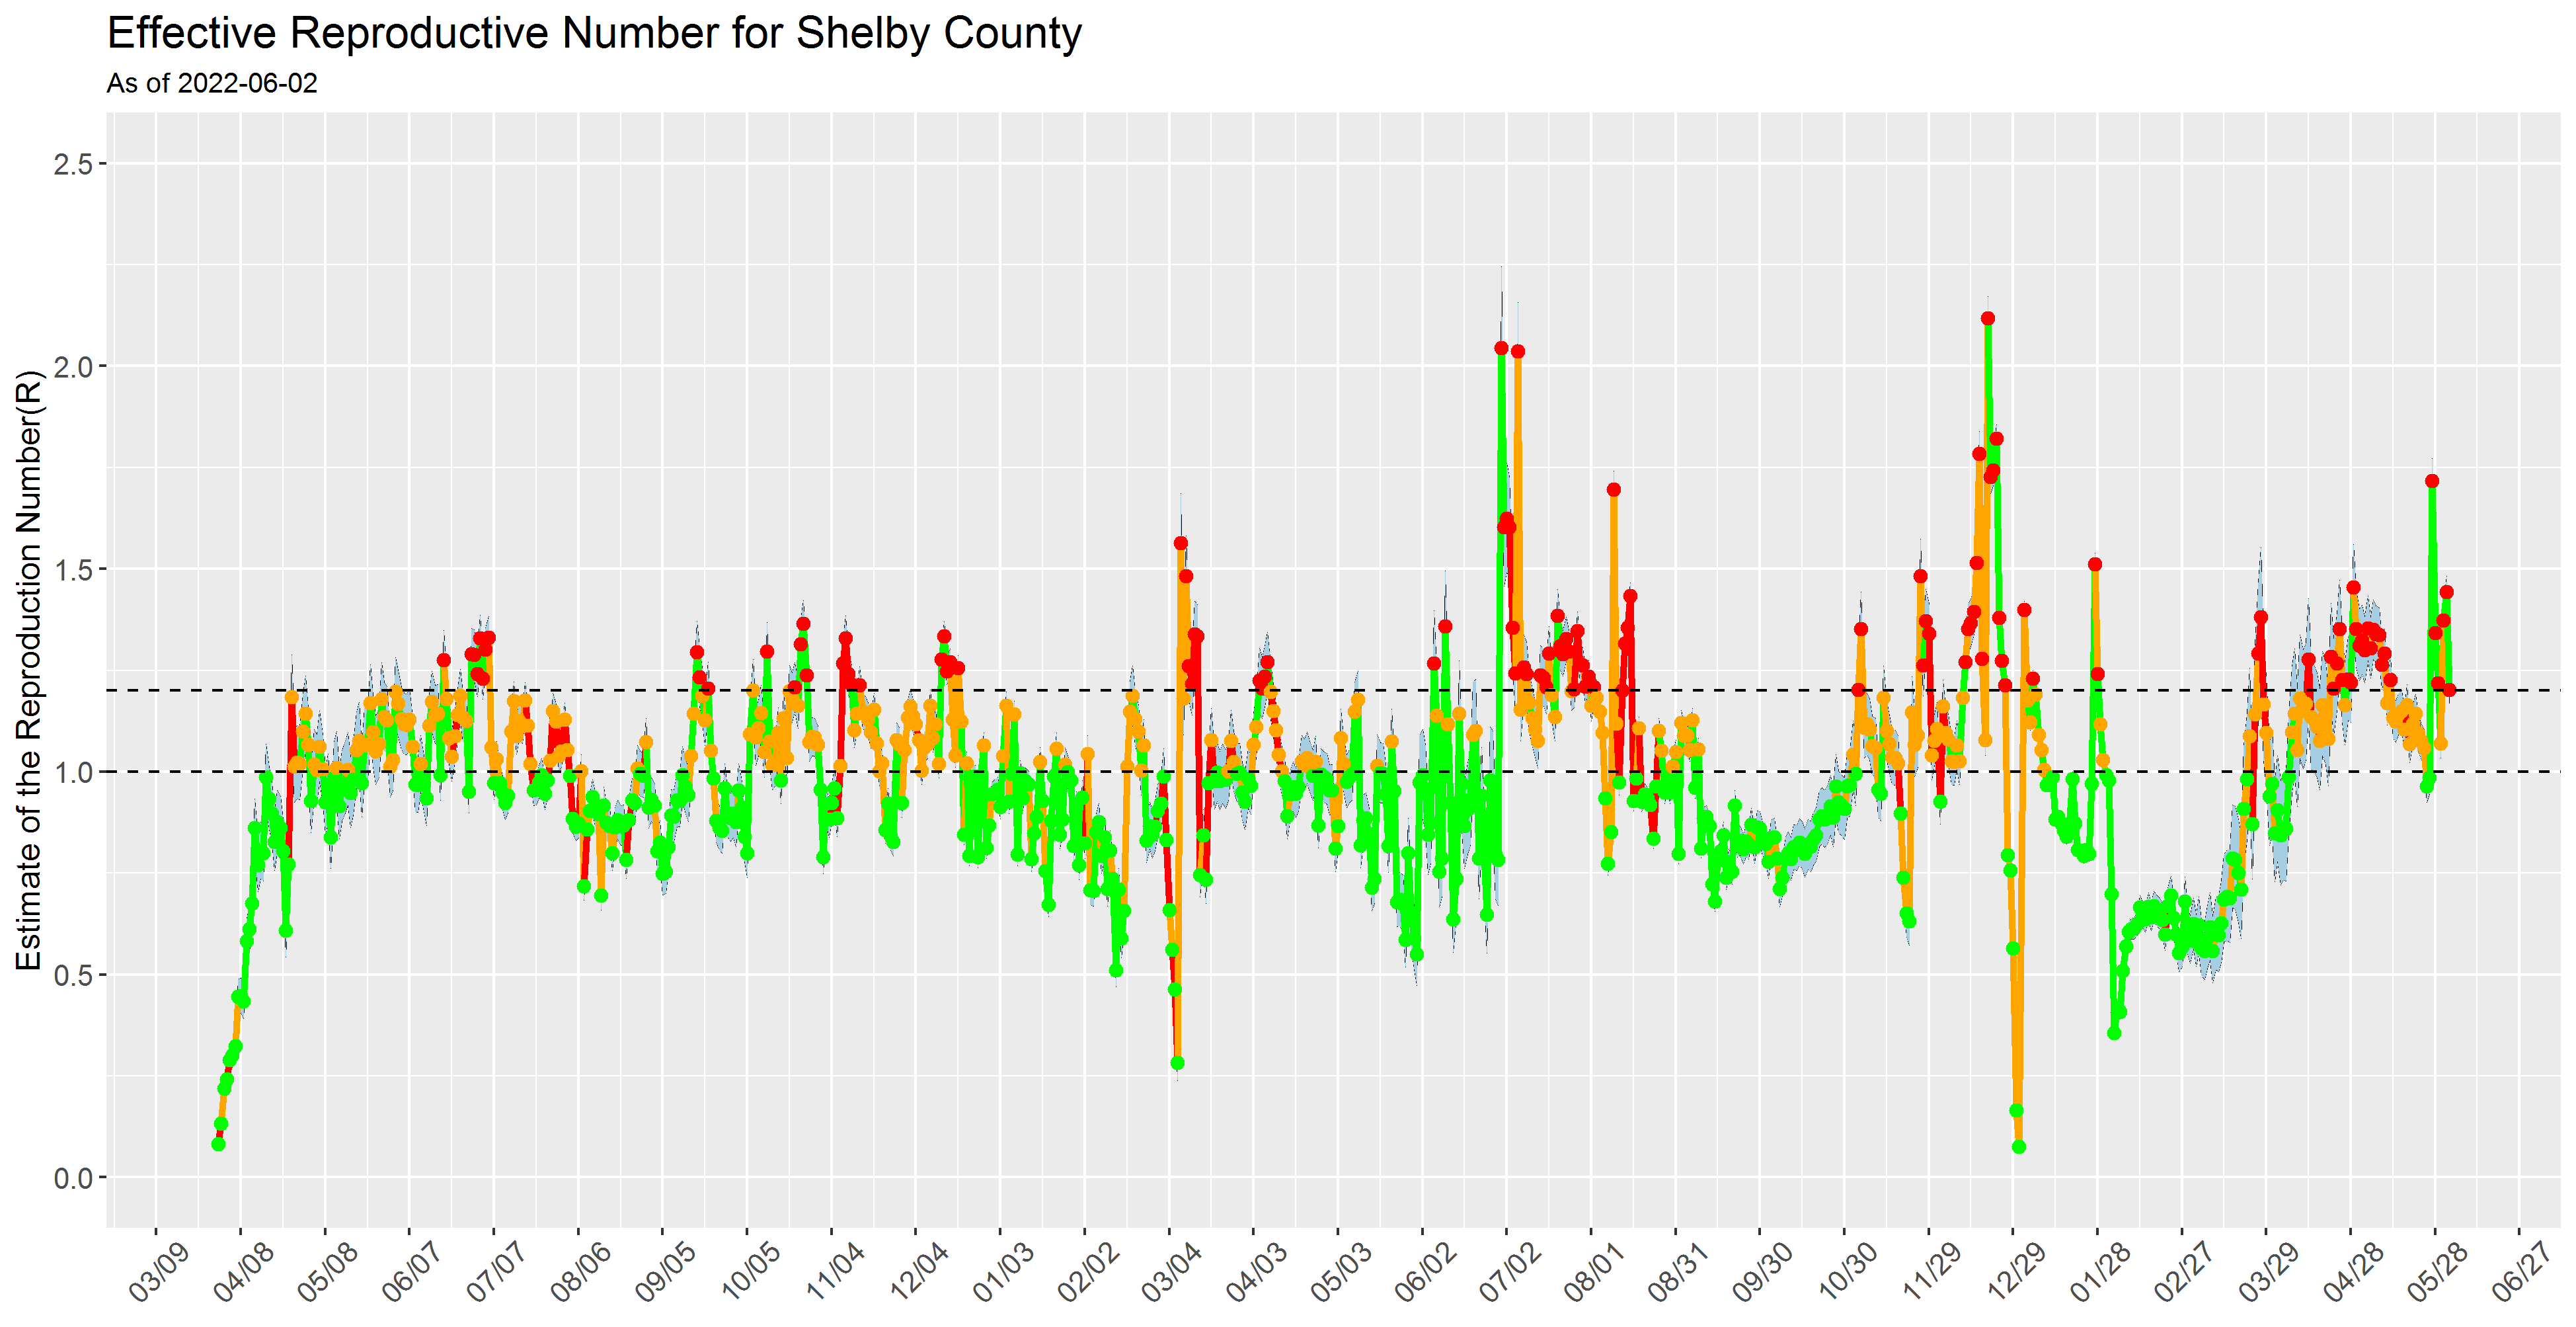 Effective Reproductive Number for Shelby County
As of 2022-06-02
Estimate of the Reproduction Number(R)
2.5
2.0
1.5
1.0
0.5
0.0
03/09 04/08 05/08 06/07 07/07 08/06 09/05 10/05 11/04 12/04 01/03 02/02 03/04 04/03 05/03 06/02 07/02 08/01 08/31 09/30 10/30 11/29 12/29 01/28 02/27 03/29 04/28 05/28 06/27